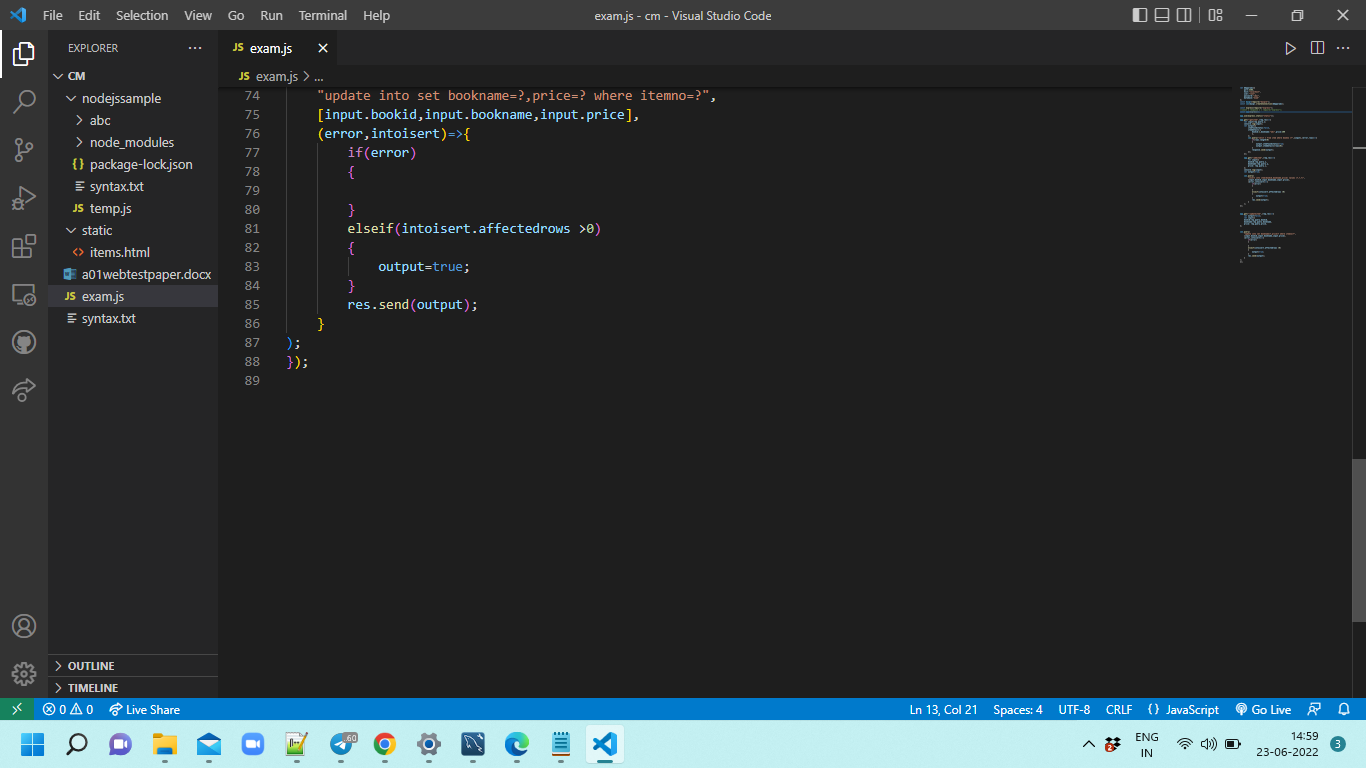 File Edit Selection View Go Run Terminal Help
exam.js - cm - Visual Studio Code
EXPLORER
CM
nodejssample
abc
node_modules
{} package-lock.json
syntax.txt
JS temp.js
static
<> items.html
a01webtestpaper.docx
JS exam.js
syntax.txt
OUTLINE
TIMELINE
JS exam.js
JS exam.js > ...
74 "update into set bookname=?,price=? where itemno=?",
75 [input.bookid,input.bookname,input.price],
76 (error,intoisert)=>{
77 if(error)
78 {
79
80 }
81 elseif(intoisert.affectedrows >0)
82 {
83 output=true;
84 }
85 res.send(output);
86 }
87 );
88 });
89
0 0 Live Share
Ln 13, Col 21 Spaces: 4 UTF-8 CRLF {} JavaScript Go Live
60
2
ENG
IN
14:59
23-06-2022
3